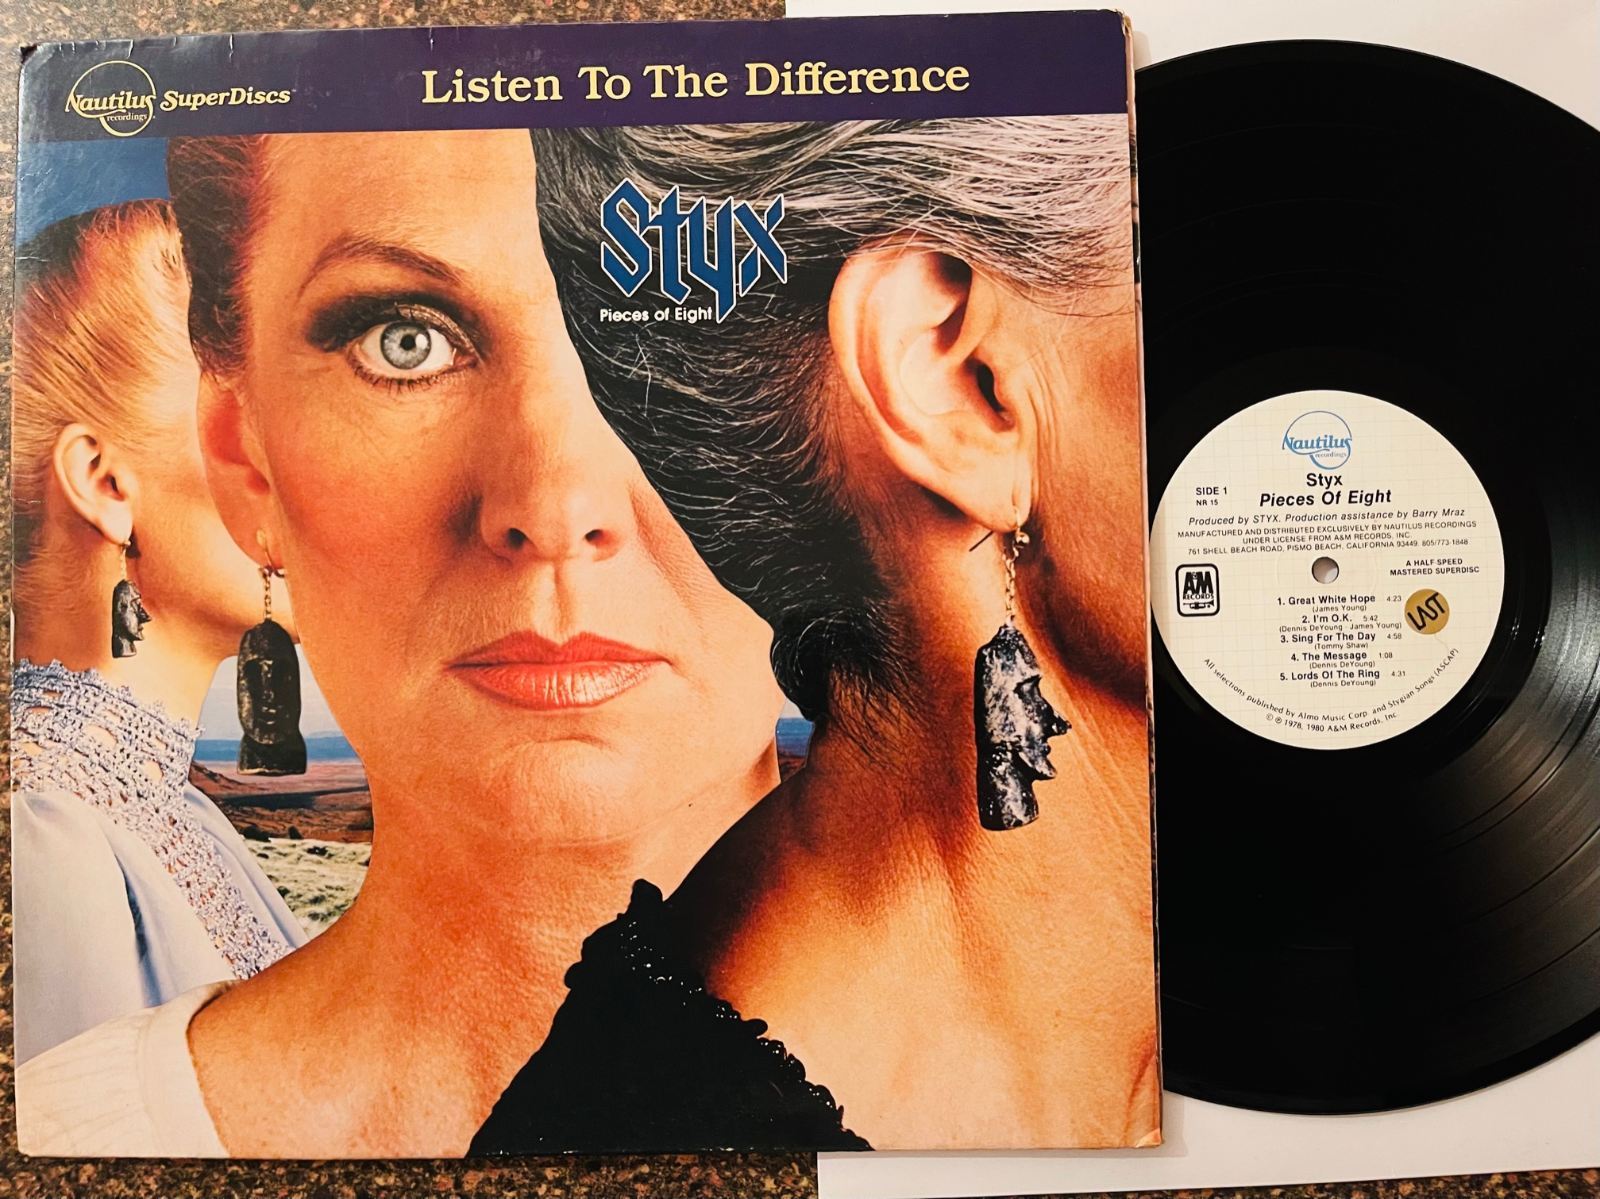 Nautilus recordings SuperDiscs™ Listen To The Difference
Styx
Pieces of Eight
Nautilus
recordings
Styx
Pieces Of Eight
SIDE 1
NR 15
Produced by STYX. Production assistance by Barry Mraz
MANUFACTURED AND DISTRIBUTED EXCLUSIVELY BY NAUTILUS RECORDINGS
UNDER LICENSE FROM A&M RECORDS, INC.
761 SHELL BEACH ROAD, PISMO BEACH, CALIFORNIA 93449. 805/773-1848
A&M
RECORDS
A HALF-SPEED
MASTERED SUPERDISC
1. Great White Hope 4:23
(James Young)
2. I'm O.K. 5:42
(Dennis DeYoung - James Young)
3. Sing For The Day 4:58
(Tommy Shaw)
4. The Message 1:08
(Dennis DeYoung)
5. Lords Of The Ring 4:31
(Dennis DeYoung)
LAST
All selections published by Almo Music Corp. and Stygian Songs (ASCAP)
© ℗ 1978, 1980 A&M Records, Inc.